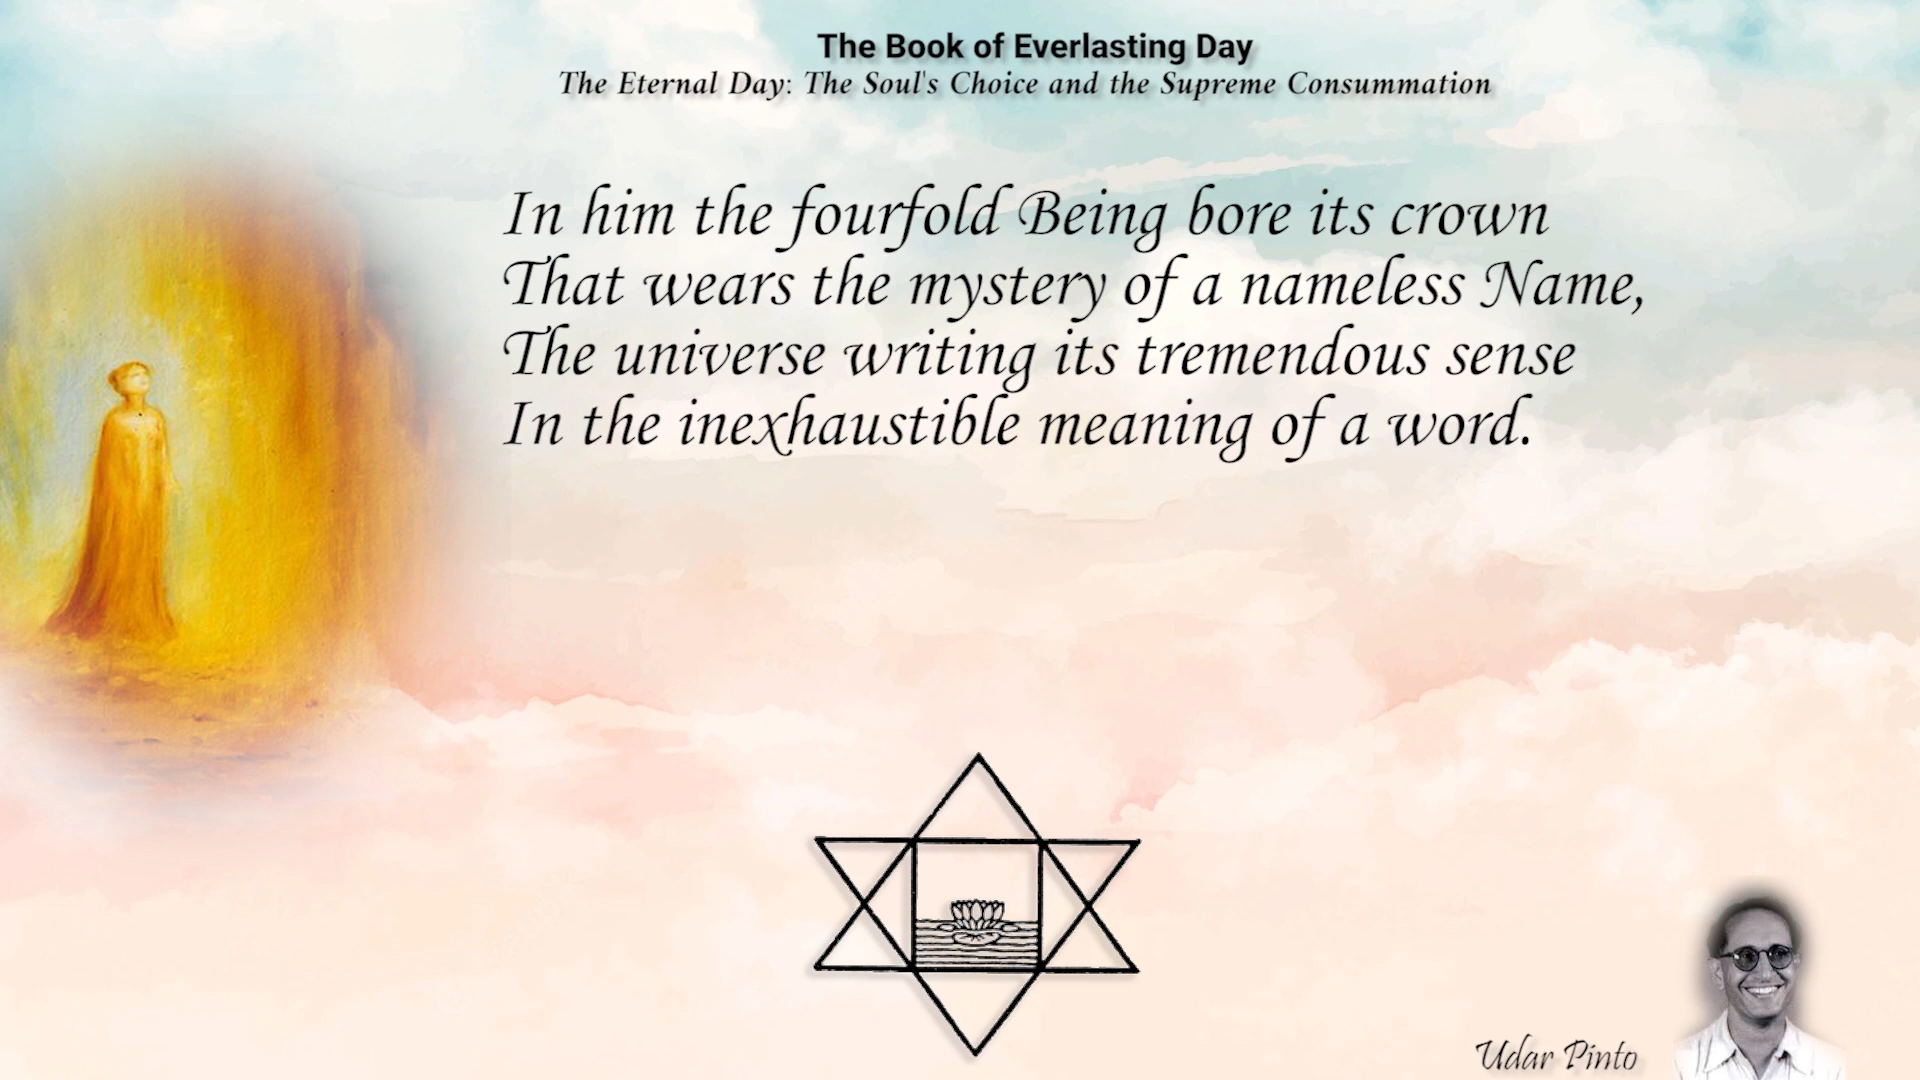 The Book of Everlasting Day
The Eternal Day: The Soul's Choice and the Supreme Consummation
In him the fourfold Being bore its crown
That wears the mystery of a nameless Name,
The universe writing its tremendous sense
In the inexhaustible meaning of a word.
Udar Pinto